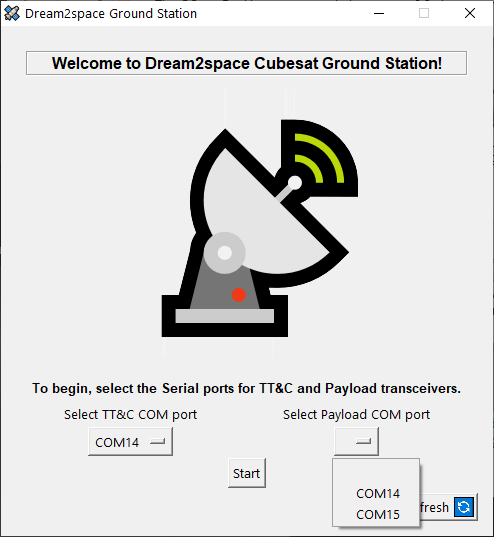 Dream2space Ground Station
Welcome to Dream2space Cubesat Ground Station!
To begin, select the Serial ports for TT&C and Payload transceivers.
Select TT&C COM port
Select Payload COM port
COM14
Start
COM14
COM15
fresh